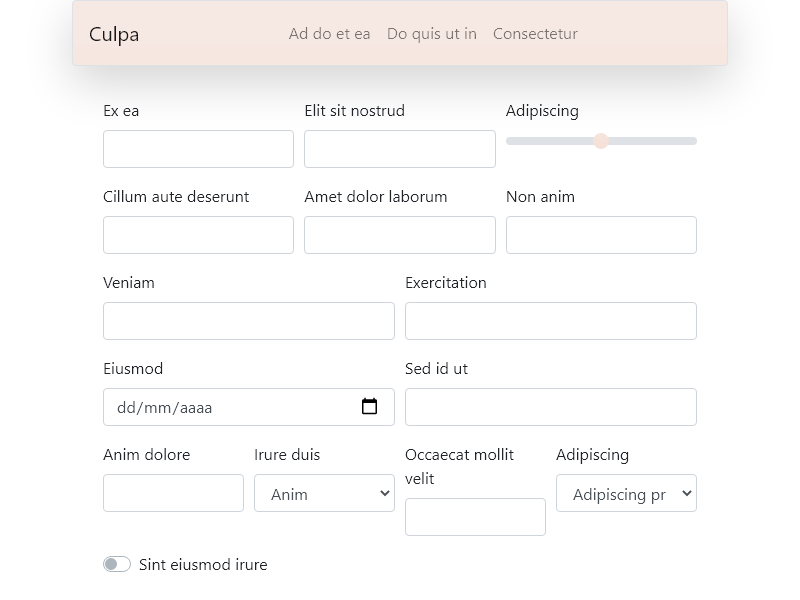 Culpa
Ad do et ea Do quis ut in Consectetur
Ex ea
Elit sit nostrud
Adipiscing
Cillum aute deserunt
Amet dolor laborum
Non anim
Veniam
Exercitation
Eiusmod
dd/mm/aaaa
Sed id ut
Anim dolore
Irure duis
Anim
Occaecat mollit
velit
Adipiscing
Adipiscing pr
Sint eiusmod irure